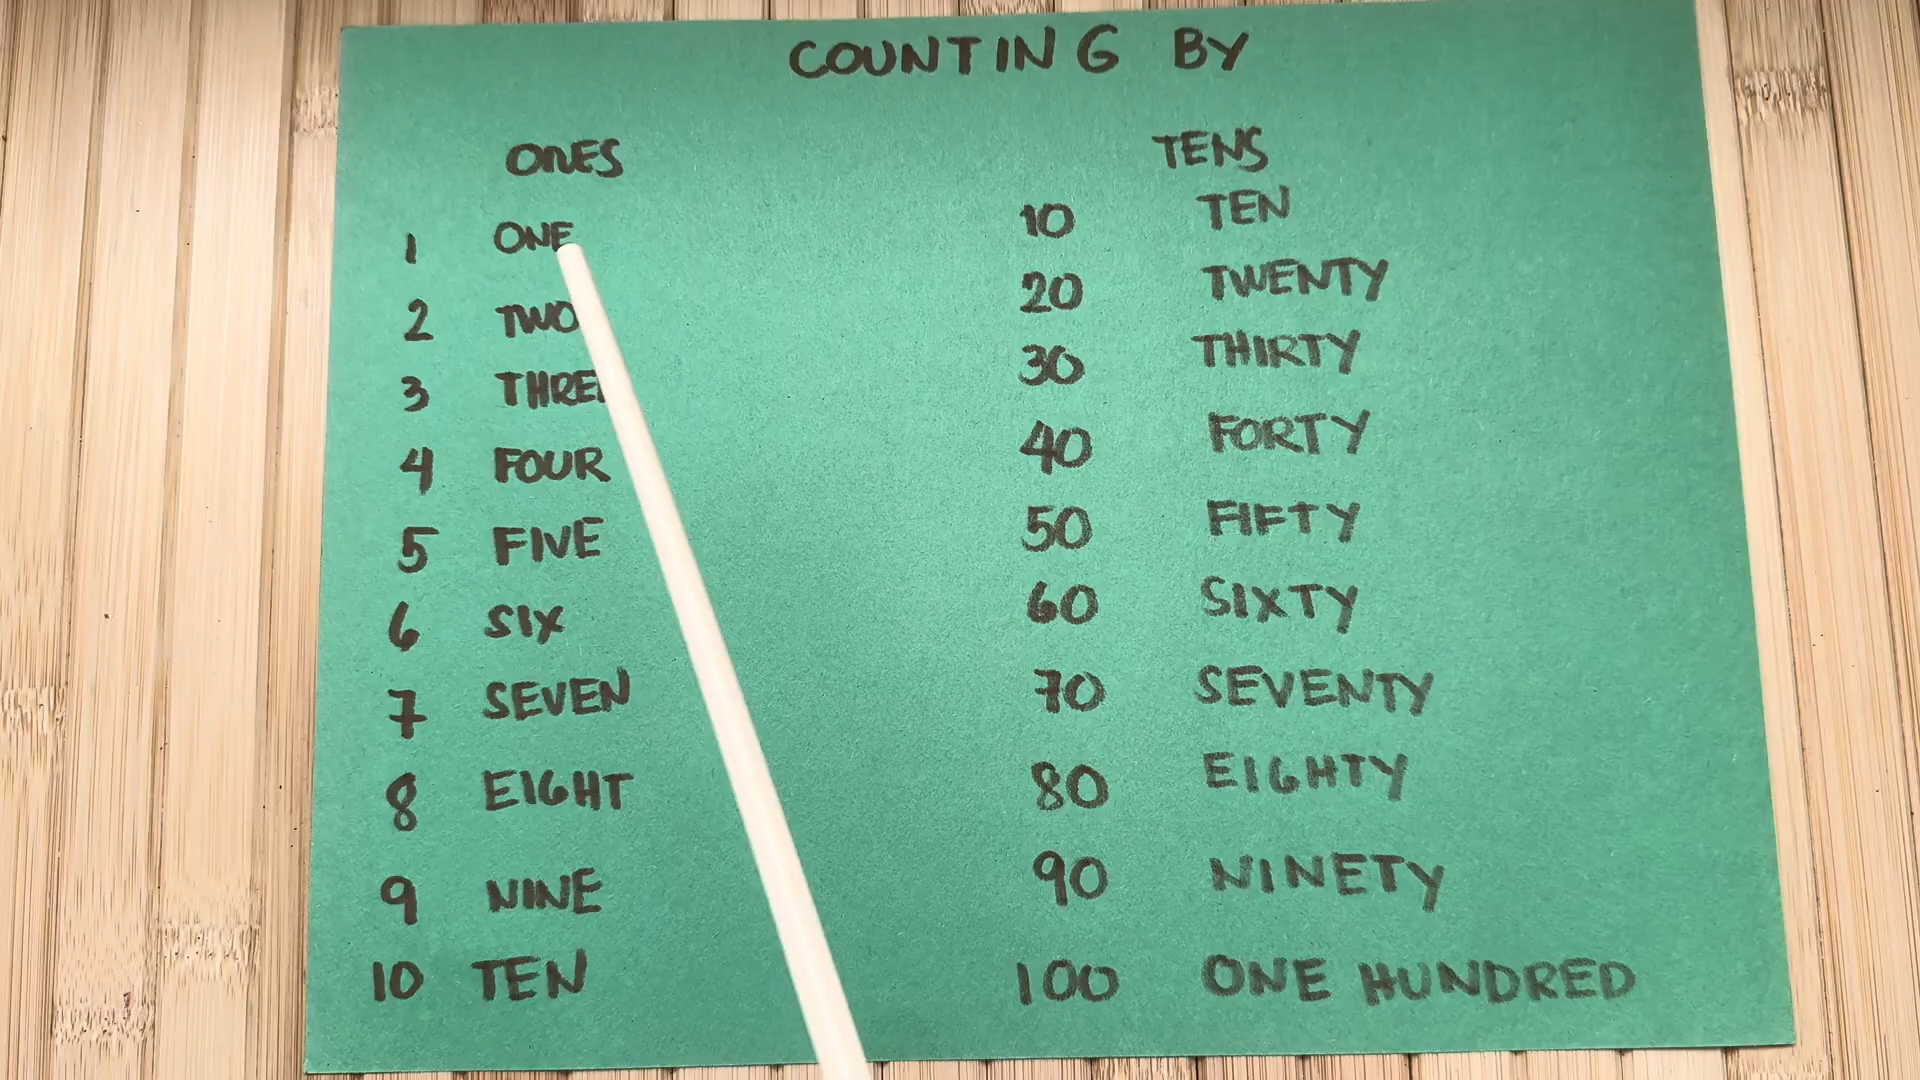 COUNTING BY
ONES
1 ONE
2 TWO
3 THREE
4 FOUR
5 FIVE
6 SIX
7 SEVEN
8 EIGHT
9 NINE
10 TEN
TENS
10 TEN
20 TWENTY
30 THIRTY
40 FORTY
50 FIFTY
60 SIXTY
70 SEVENTY
80 EIGHTY
90 NINETY
100 ONE HUNDRED